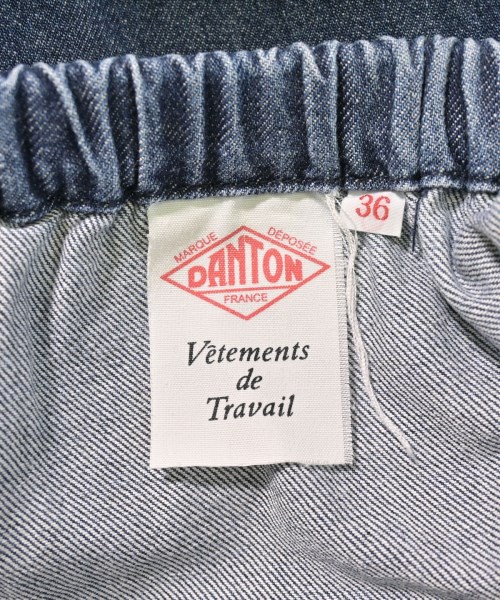 36
MARQUE DÉPOSÉE
DANTON
FRANCE
Vêtements
de
Travail